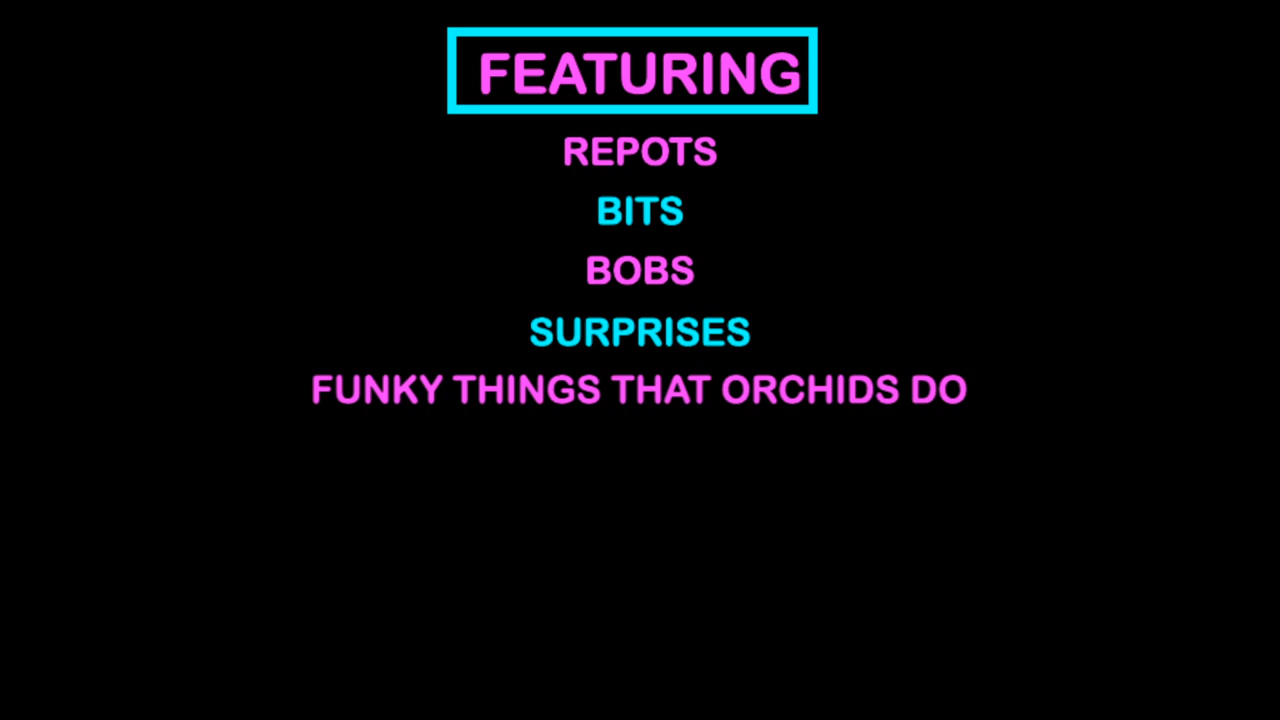 FEATURING
REPOTS
BITS
BOBS
SURPRISES
FUNKY THINGS THAT ORCHIDS DO